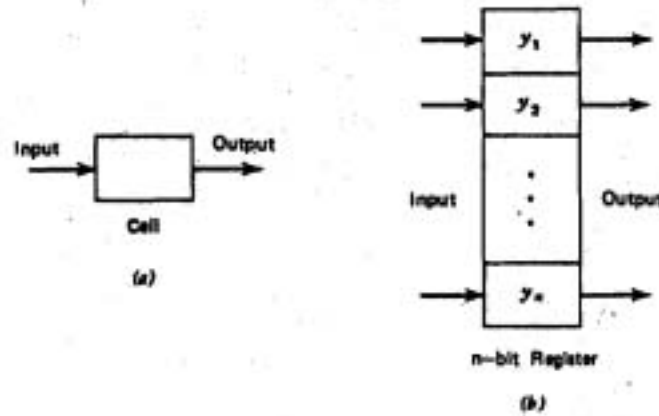 Input
Output
Cell
(a)
y₁
y₂
Input
Output
yₙ
n-bit Register
(b)